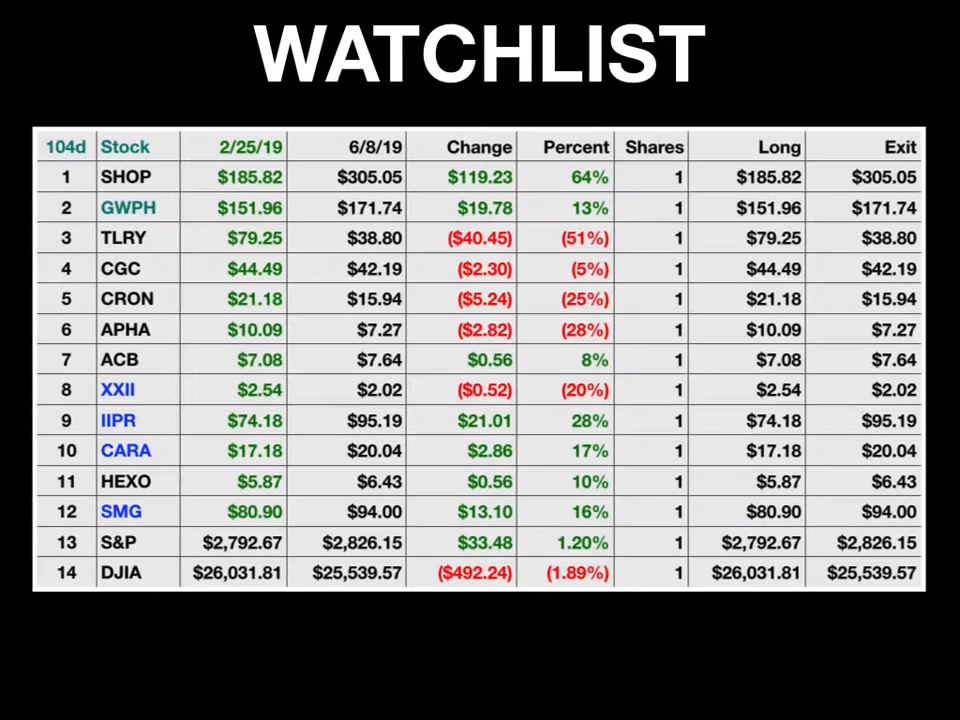 WATCHLIST
104d Stock 2/25/19 6/8/19 Change Percent Shares Long Exit
1 SHOP $185.82 $305.05 $119.23 64% 1 $185.82 $305.05
2 GWPH $151.96 $171.74 $19.78 13% 1 $151.96 $171.74
3 TLRY $79.25 $38.80 ($40.45) (51%) 1 $79.25 $38.80
4 CGC $44.49 $42.19 ($2.30) (5%) 1 $44.49 $42.19
5 CRON $21.18 $15.94 ($5.24) (25%) 1 $21.18 $15.94
6 APHA $10.09 $7.27 ($2.82) (28%) 1 $10.09 $7.27
7 ACB $7.08 $7.64 $0.56 8% 1 $7.08 $7.64
8 XXII $2.54 $2.02 ($0.52) (20%) 1 $2.54 $2.02
9 IIPR $74.18 $95.19 $21.01 28% 1 $74.18 $95.19
10 CARA $17.18 $20.04 $2.86 17% 1 $17.18 $20.04
11 HEXO $5.87 $6.43 $0.56 10% 1 $5.87 $6.43
12 SMG $80.90 $94.00 $13.10 16% 1 $80.90 $94.00
13 S&P $2,792.67 $2,826.15 $33.48 1.20% 1 $2,792.67 $2,826.15
14 DJIA $26,031.81 $25,539.57 ($492.24) (1.89%) 1 $26,031.81 $25,539.57